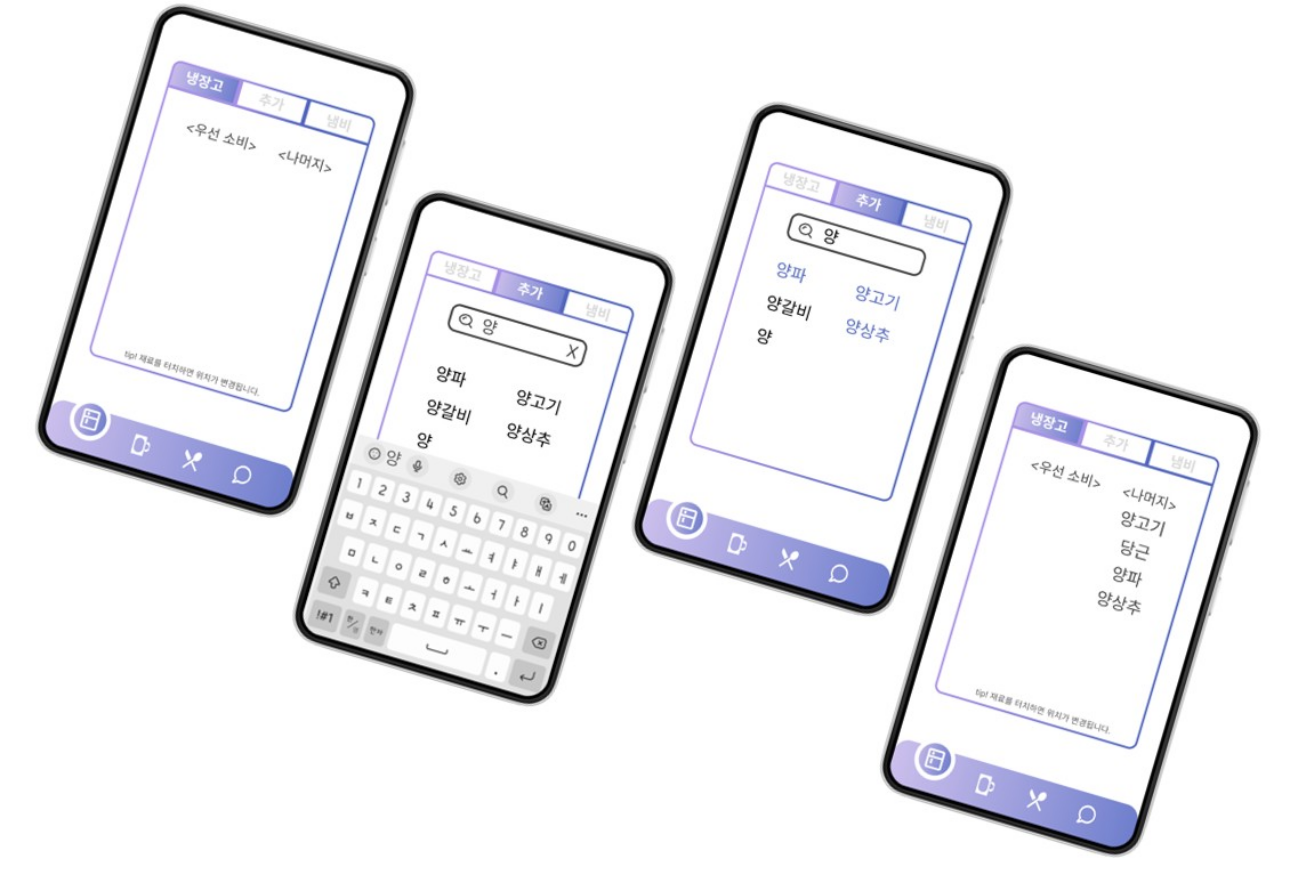 냉장고 추가 냄비
<우선 소비> <나머지>
tip! 재료를 터치하면 위치가 변경됩니다.
냉장고 추가 냄비
양 X
양파 양고기
양갈비 양상추
양
양
1 2 3 4 5 6 7 8 9 0
ㅂ ㅈ ㄷ ㄱ ㅅ ㅛ ㅕ ㅑ ㅐ ㅔ
ㅁ ㄴ ㅇ ㄹ ㅎ ㅗ ㅓ ㅏ ㅣ
ㅋ ㅌ ㅊ ㅍ ㅠ ㅜ ㅡ
!#1 한/영 한자 .
냉장고 추가 냄비
양
양파 양고기
양갈비 양상추
양
냉장고 추가 냄비
<우선 소비> <나머지>
양고기
당근
양파
양상추
tip! 재료를 터치하면 위치가 변경됩니다.